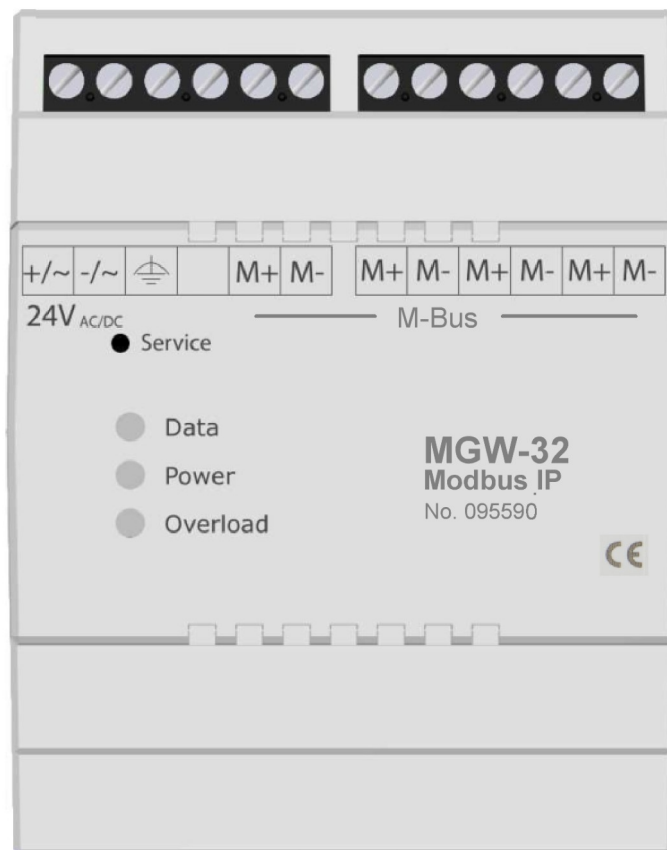 +/~ -/~ M+ M- M+ M- M+ M- M+ M-
24V AC/DC
M-Bus
Service
Data
Power
Overload
MGW-32
Modbus IP
No. 095590
CE